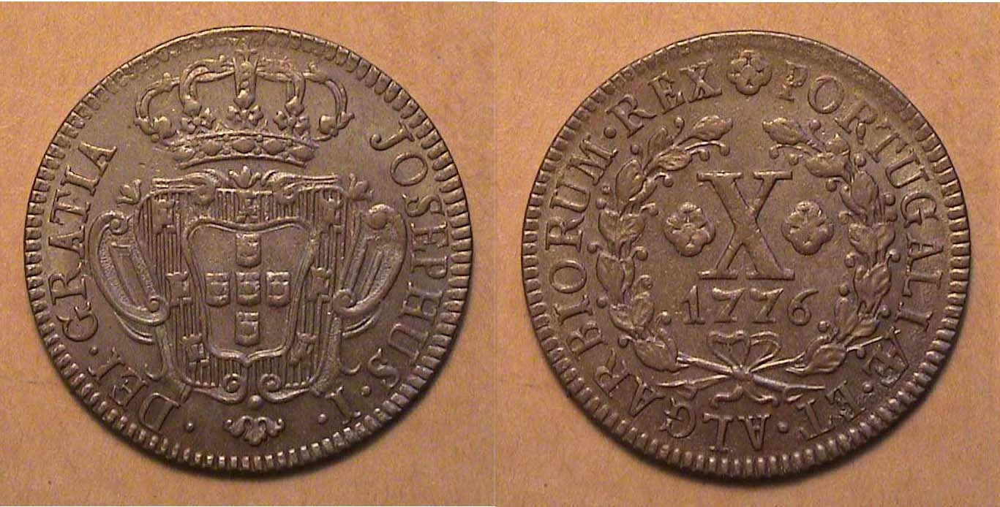 JOSEPHUS·I· DEI·GRATIA
PORTUGALIÆ·ET·ALGARBIORUM·REX
X
1776